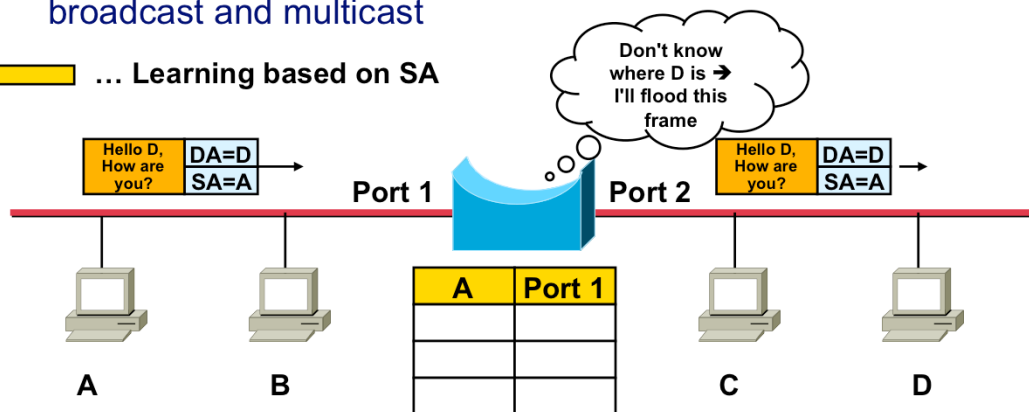 broadcast and multicast
... Learning based on SA
Don't know
where D is ➔
I'll flood this
frame
Hello D,
How are
you?
DA=D
SA=A
Port 1
Port 2
Hello D,
How are
you?
DA=D
SA=A
A
Port 1
A
B
C
D